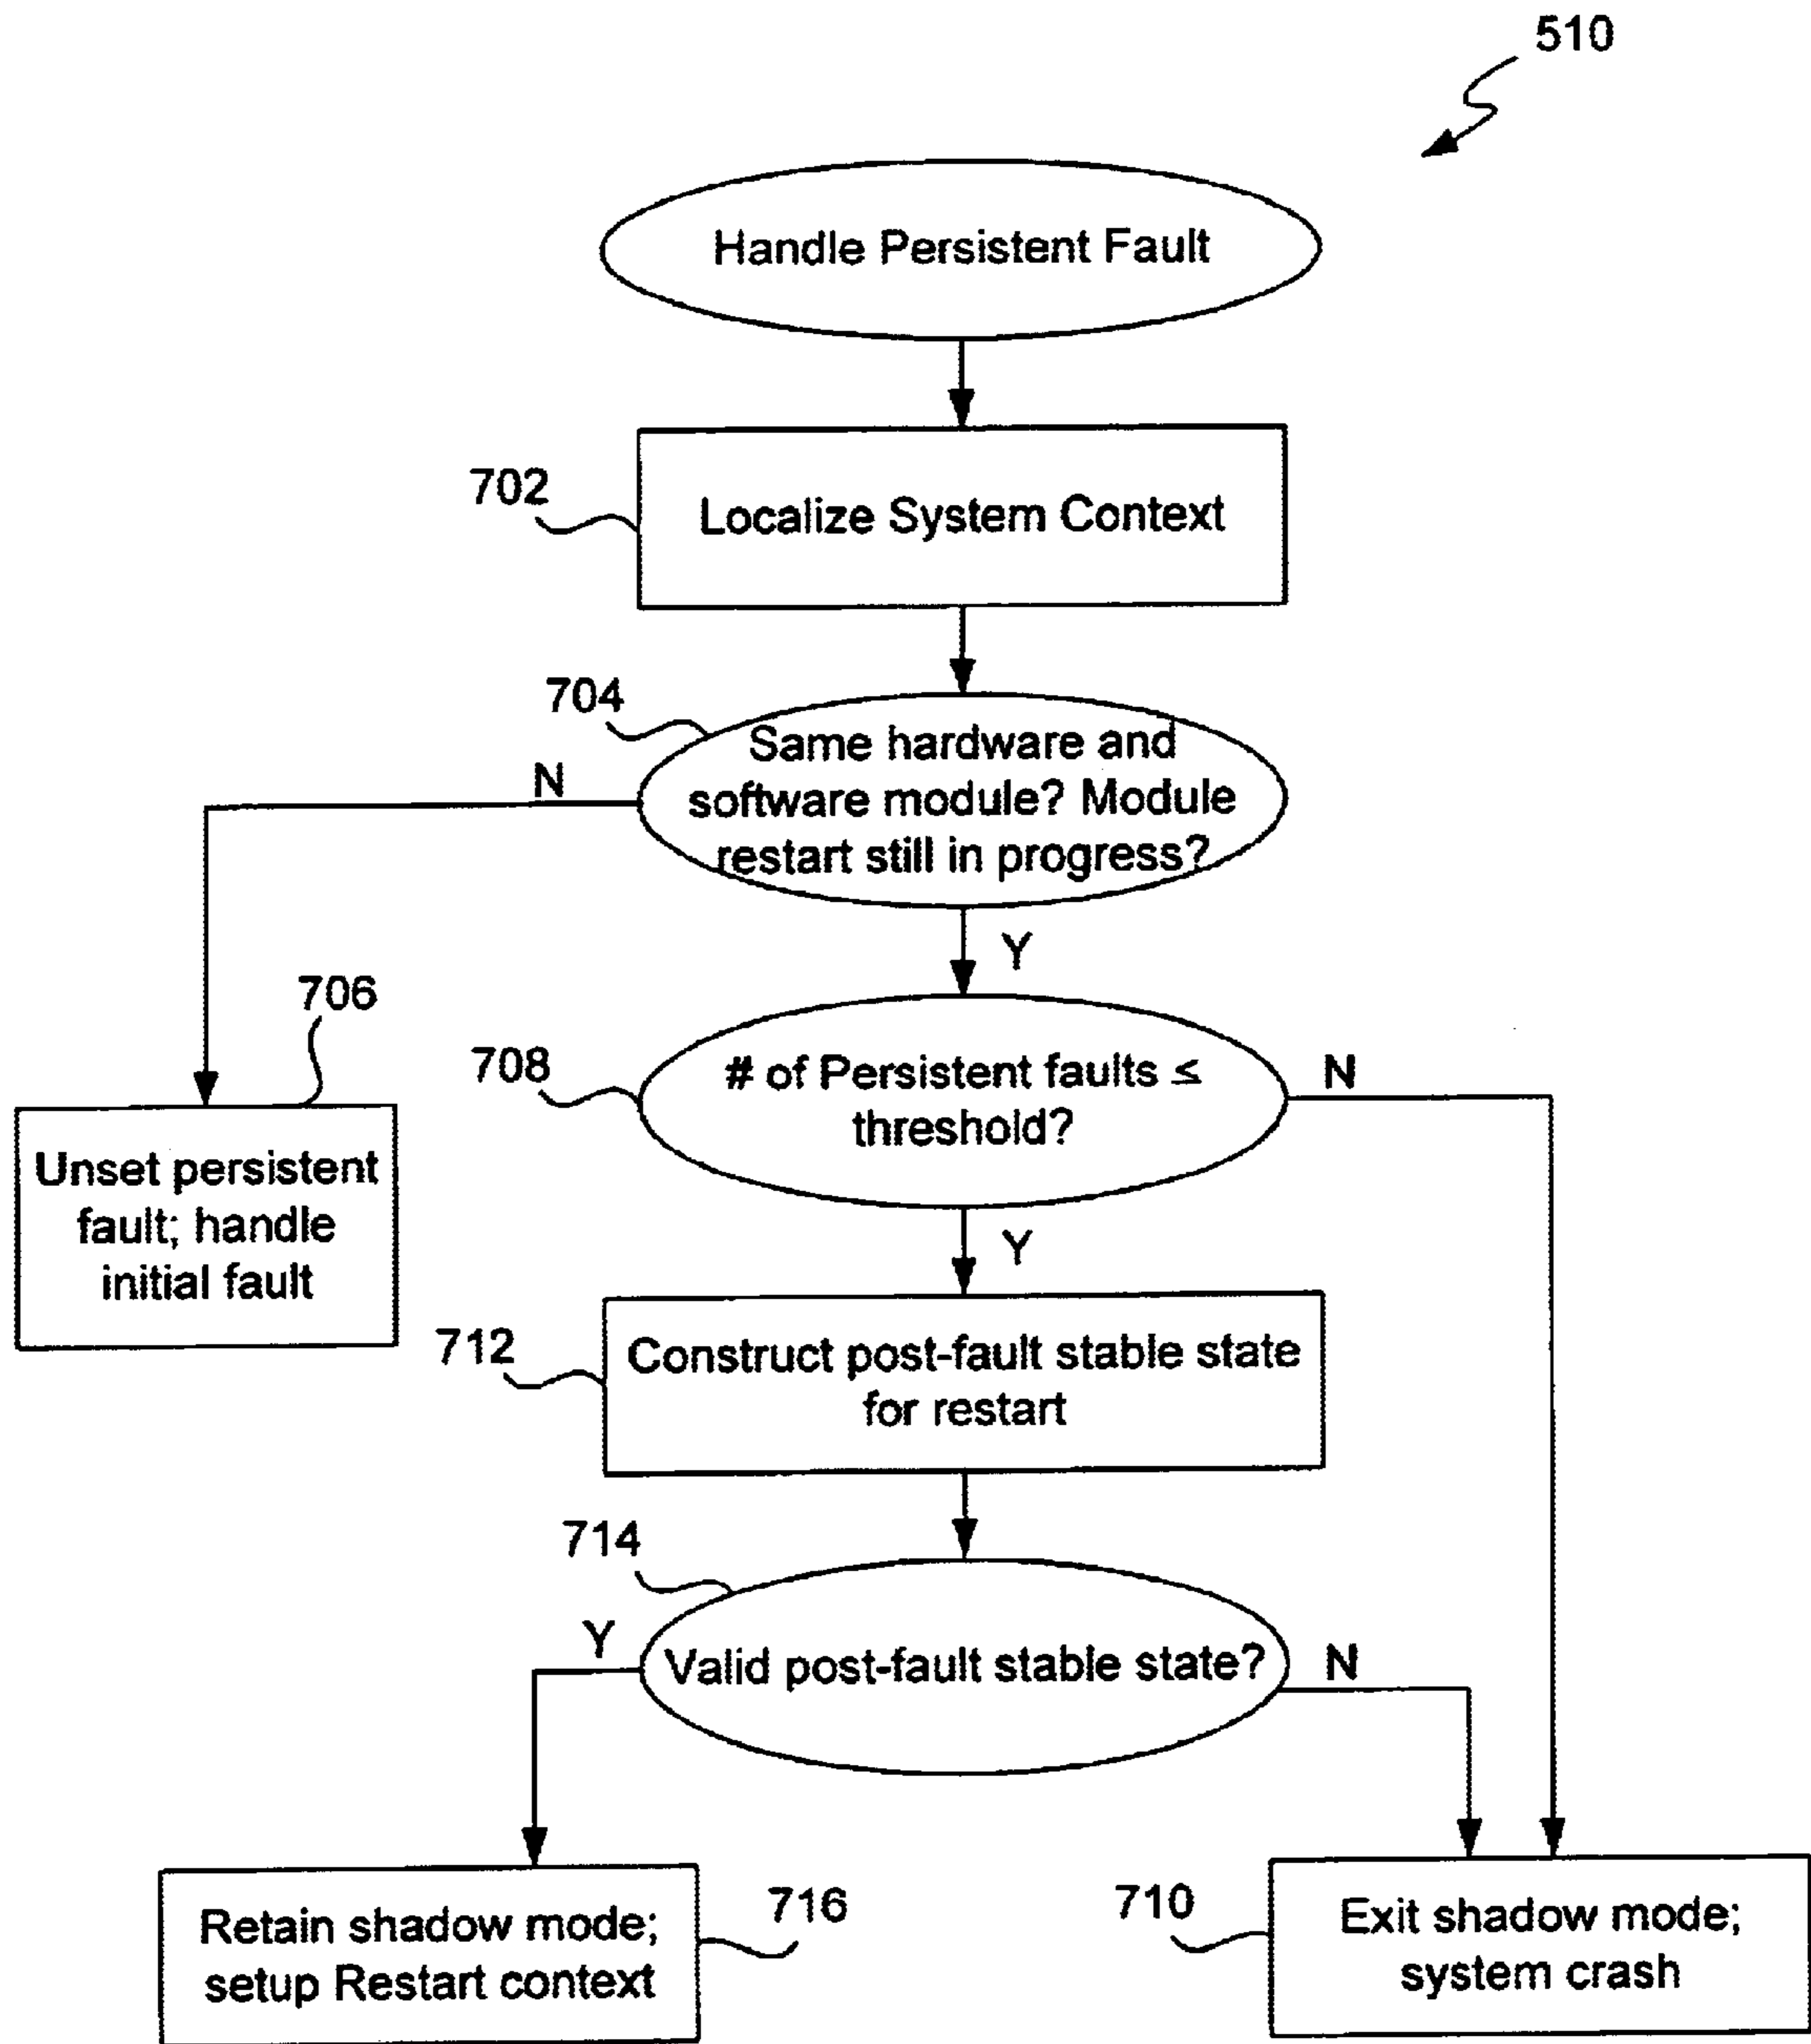 510
Handle Persistent Fault
702
Localize System Context
704
Same hardware and
software module? Module
restart still in progress?
N
Y
706
Unset persistent
fault; handle
initial fault
708
# of Persistent faults ≤
threshold?
N
Y
712
Construct post-fault stable state
for restart
714
Valid post-fault stable state?
Y
N
Retain shadow mode;
setup Restart context
716
710
Exit shadow mode;
system crash